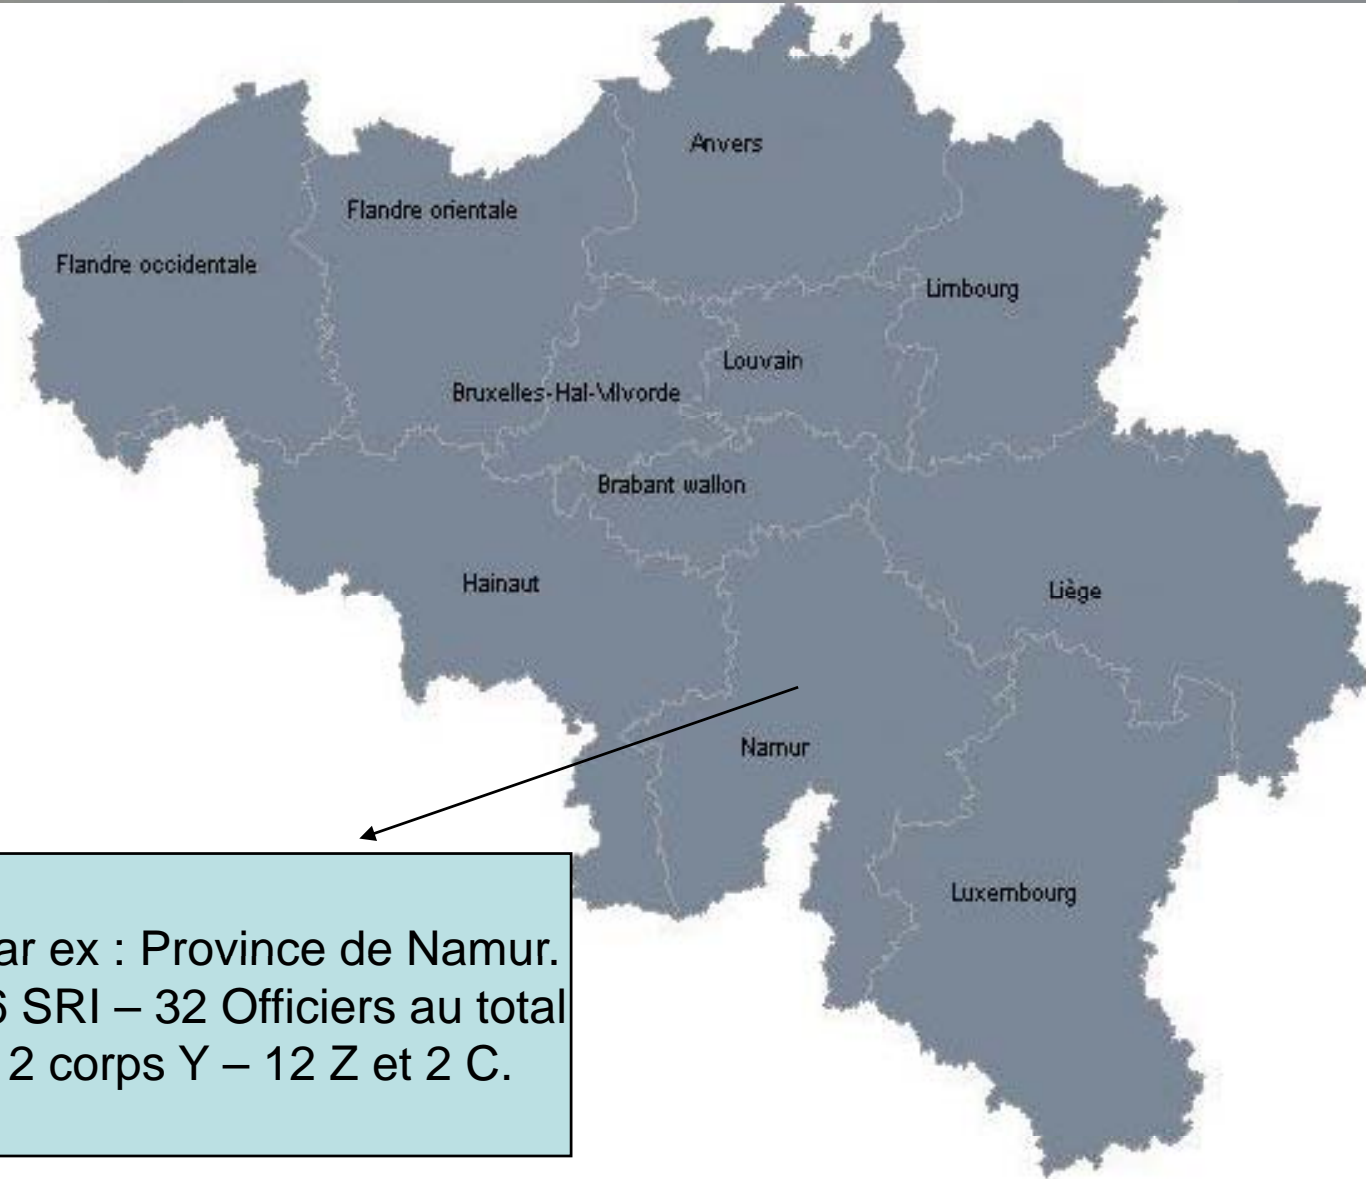 Anvers
Flandre orientale
Flandre occidentale
Limbourg
Louvain
Bruxelles-Hal-Vilvorde
Brabant wallon
Hainaut
Liège
Namur
Luxembourg
ar ex : Province de Namur.
6 SRI – 32 Officiers au total
2 corps Y – 12 Z et 2 C.